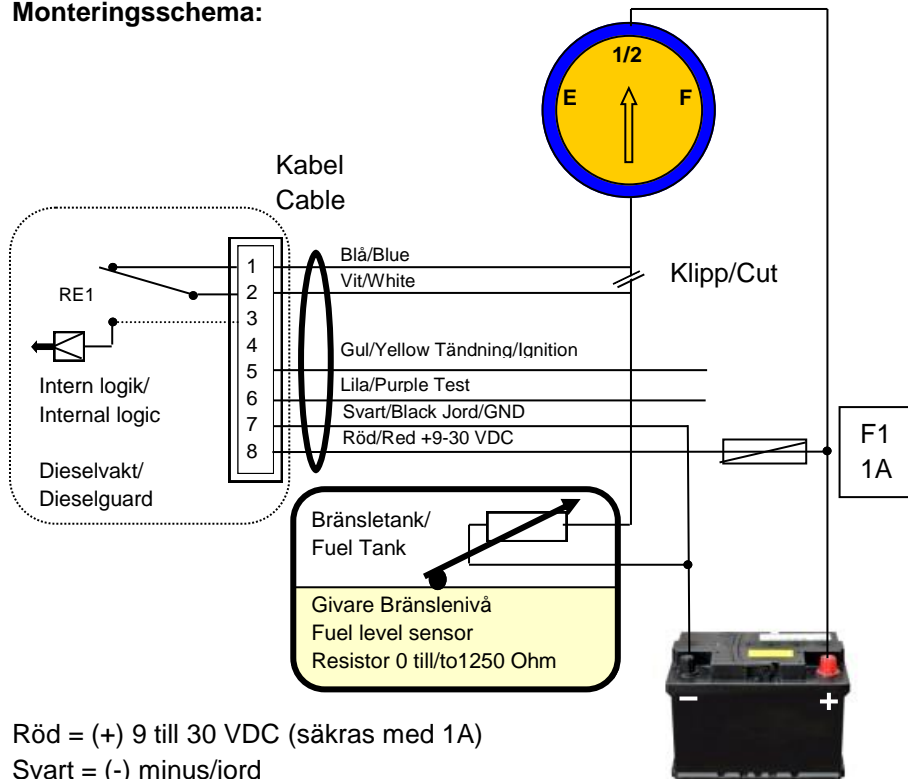 Monteringsschema:
1/2
E F
Kabel
Cable
Blå/Blue
Vit/White
Klipp/Cut
RE1
1
2
3
4
5
6
7
8
Gul/Yellow Tändning/Ignition
Lila/Purple Test
Svart/Black Jord/GND
Röd/Red +9-30 VDC
Intern logik/
Internal logic
Dieselvakt/
Dieselguard
F1
1A
Bränsletank/
Fuel Tank
Givare Bränslenivå
Fuel level sensor
Resistor 0 till/to1250 Ohm
− +
Röd = (+) 9 till 30 VDC (säkras med 1A)
Svart = (-) minus/jord